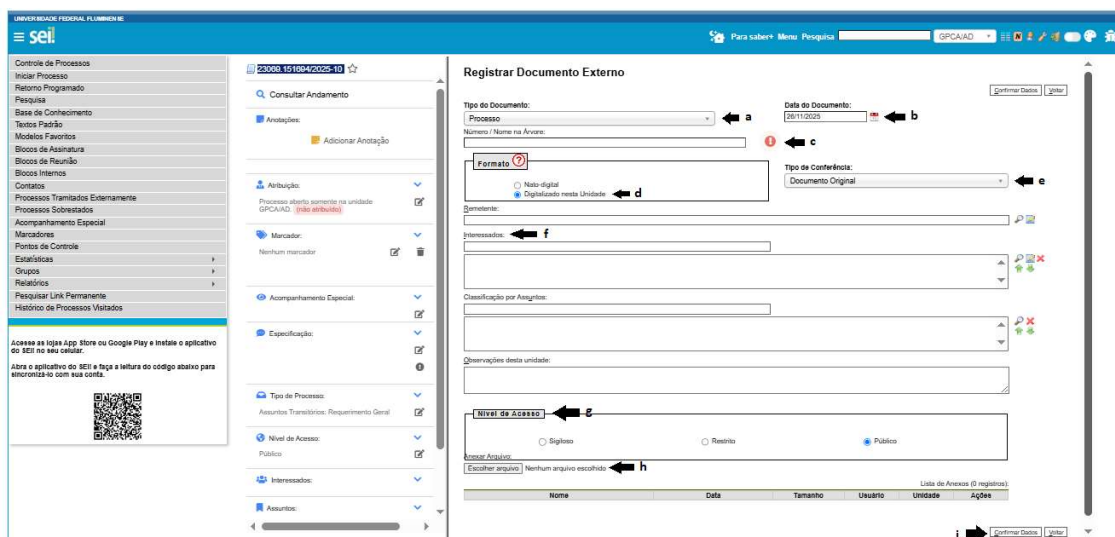 UNIVERSIDADE FEDERAL FLUMINENSE
sei!
Para saber+ Menu Pesquisa
GPCA/AD
Controle de Processos
Iniciar Processo
Retorno Programado
Pesquisa
Base de Conhecimento
Textos Padrão
Modelos Favoritos
Blocos de Assinatura
Blocos de Reunião
Blocos Internos
Contatos
Processos Tramitados Externamente
Processos Sobrestados
Acompanhamento Especial
Marcadores
Pontos de Controle
Estatísticas
Grupos
Relatórios
Pesquisar Link Permanente
Histórico de Processos Visitados
Acesse as lojas App Store ou Google Play e instale o aplicativo
do SEI! no seu celular.
Abra o aplicativo do SEI! e faça a leitura do código abaixo para
sincronizá-lo com sua conta.
23069.151694/2025-10
Consultar Andamento
Anotações:
Adicionar Anotação
Atribuição:
Processo aberto somente na unidade
GPCA/AD. (não atribuído)
Marcador:
Nenhum marcador
Acompanhamento Especial:
Especificação:
Tipo de Processo:
Assuntos Transitórios: Requerimento Geral
Nível de Acesso:
Público
Interessados:
Assuntos:
Registrar Documento Externo
Confirmar Dados Voltar
Tipo do Documento:
Processo
a
Data do Documento:
26/11/2025
b
Número / Nome na Árvore:
c
Formato ?
Nato-digital
Digitalizado nesta Unidade
d
Tipo de Conferência:
Documento Original
e
Remetente:
Interessados:
f
Classificação por Assuntos:
Observações desta unidade:
Nível de Acesso
g
Sigiloso Restrito Público
Anexar Arquivo:
Escolher arquivo Nenhum arquivo escolhido
h
Lista de Anexos (0 registros):
Nome Data Tamanho Usuário Unidade Ações
i
Confirmar Dados Voltar